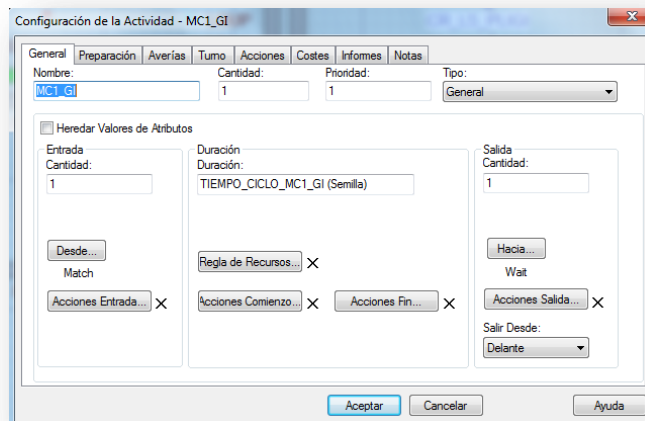 Configuración de la Actividad - MC1_GI
General Preparación Averías Turno Acciones Costes Informes Notas
Nombre: Cantidad: Prioridad: Tipo:
MC1_GI 1 1 General
Heredar Valores de Atributos
Entrada Duración Salida
Cantidad: Duración: Cantidad:
1 TIEMPO_CICLO_MC1_GI (Semilla) 1
Desde... Regla de Recursos... Hacia...
Match Wait
Acciones Entrada... Acciones Comienzo... Acciones Fin... Acciones Salida...
Salir Desde:
Delante
Aceptar Cancelar Ayuda